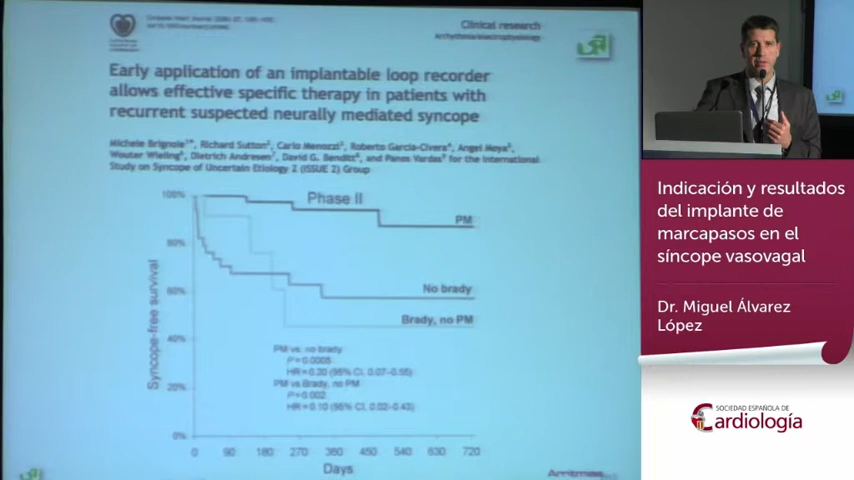 Clinical research
Arrhythmia/electrophysiology
Early application of an implantable loop recorder
allows effective specific therapy in patients with
recurrent suspected neurally mediated syncope
Michele Brignole, Richard Sutton, Carlo Menozzi, Roberto Garcia-Civera, Angel Moya,
Wouter Wieling, Dietrich Andresen, David G. Benditt, and Panos Vardas for the International
Study on Syncope of Uncertain Etiology 2 (ISSUE 2) Group
Phase II
100%
80%
60%
40%
20%
0%
Syncope-free survival
PM
No brady
Brady, no PM
PM vs. no brady
P=0.0005
HR=0.20 (95% CI, 0.07-0.55)
PM vs Brady, no PM
P=0.002
HR=0.10 (95% CI, 0.02-0.43)
0 90 180 270 360 450 540 630 720
Days
Indicación y resultados
del implante de
marcapasos en el
síncope vasovagal
Dr. Miguel Álvarez
López
SOCIEDAD ESPAÑOLA DE
Cardiología